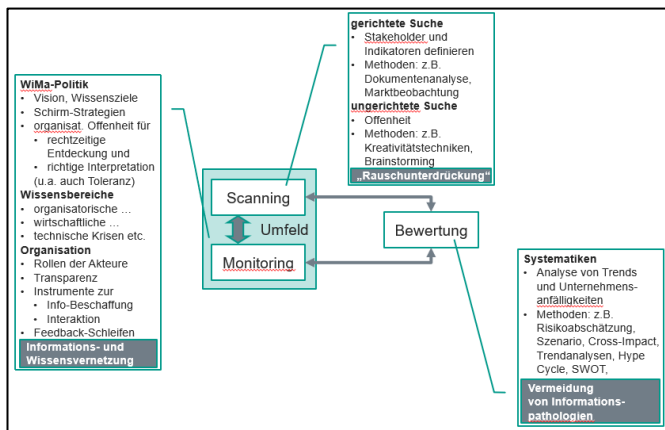 WiMa-Politik
• Vision, Wissensziele
• Schirm-Strategien
• organisat. Offenheit für
• rechtzeitige
Entdeckung und
• richtige Interpretation
(u.a. auch Toleranz)
Wissensbereiche
• organisatorische ...
• wirtschaftliche ...
• technische Krisen etc.
Organisation
• Rollen der Akteure
• Transparenz
• Instrumente zur
• Info-Beschaffung
• Interaktion
• Feedback-Schleifen
Informations- und
Wissensvernetzung
Scanning
Umfeld
Monitoring
gerichtete Suche
• Stakeholder und
Indikatoren definieren
• Methoden: z.B.
Dokumentenanalyse,
Marktbeobachtung
ungerichtete Suche
• Offenheit
• Methoden: z.B.
Kreativitätstechniken,
Brainstorming
„Rauschunterdrückung“
Bewertung
Systematiken
• Analyse von Trends
und Unternehmens-
anfälligkeiten
• Methoden: z.B.
Risikoabschätzung,
Szenario, Cross-Impact,
Trendanalysen, Hype
Cycle, SWOT,
Vermeidung
von Informations-
pathologien